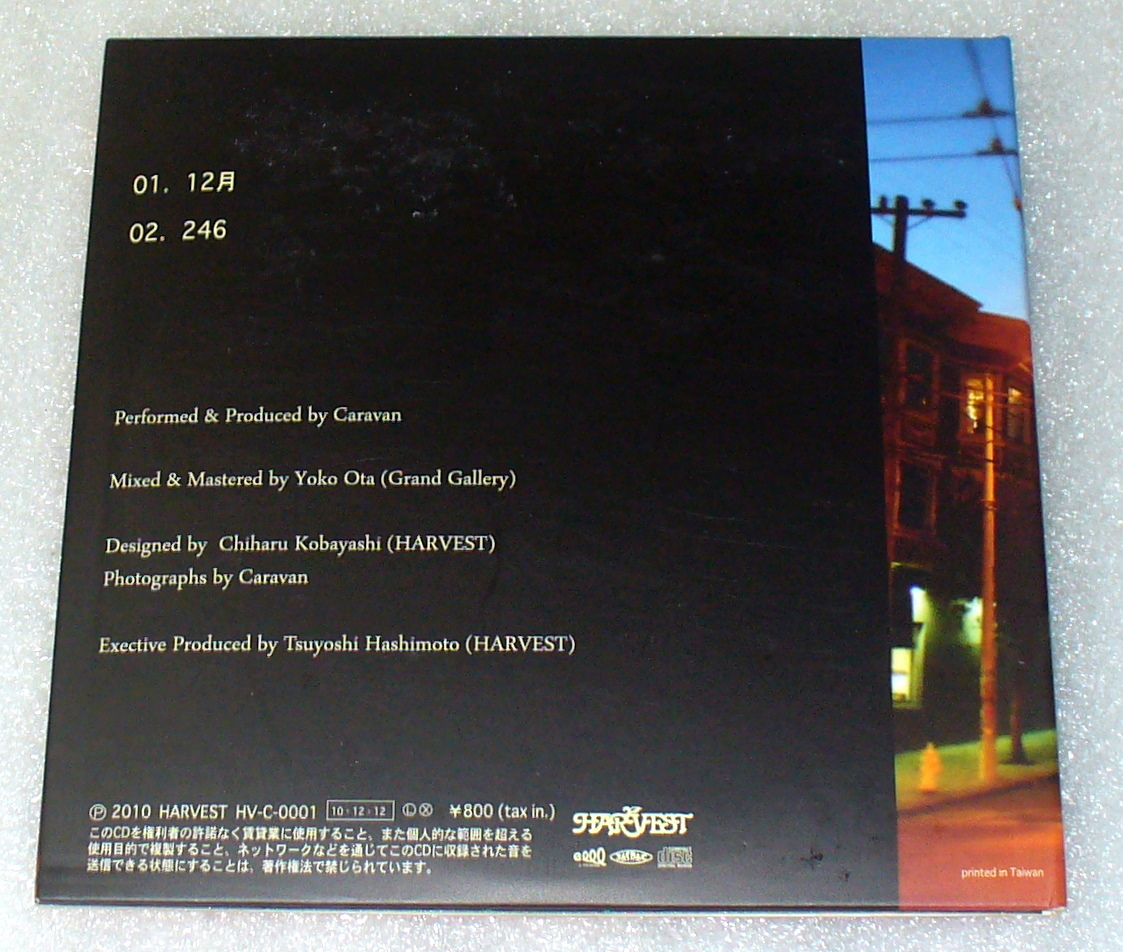 01. 12月
02. 246
Performed & Produced by Caravan
Mixed & Mastered by Yoko Ota (Grand Gallery)
Designed by Chiharu Kobayashi (HARVEST)
Photographs by Caravan
Exective Produced by Tsuyoshi Hashimoto (HARVEST)
Ⓟ 2010 HARVEST HV-C-0001 10・12・12 Ⓛ Ⓧ ¥800 (tax in.)
このCDを権利者の許諾なく賃貸業に使用すること、また個人的な範囲を超える
使用目的で複製すること、ネットワークなどを通じてこのCDに収録された音を
送信できる状態にすることは、著作権法で禁じられています。
HARVEST
JASRAC disc
printed in Taiwan